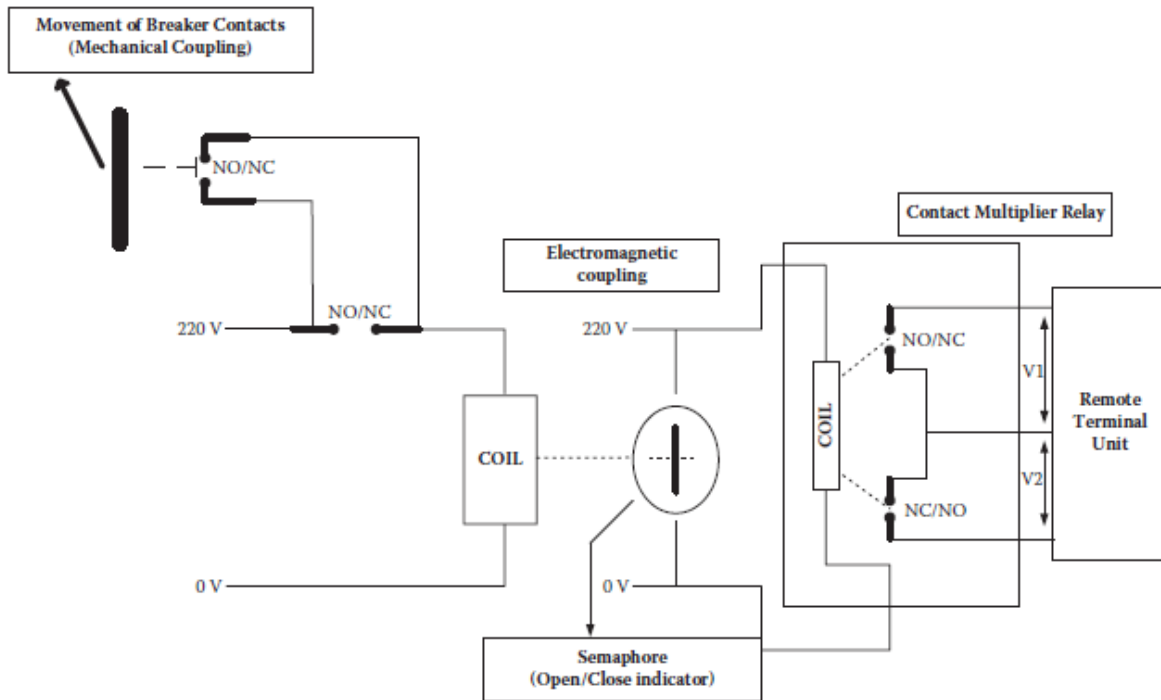 Movement of Breaker Contacts
(Mechanical Coupling)
NO/NC
Contact Multiplier Relay
Electromagnetic
coupling
NO/NC
220 V
220 V
NO/NC
V1
Remote
Terminal
Unit
COIL
COIL
V2
NC/NO
0 V
0 V
Semaphore
(Open/Close indicator)